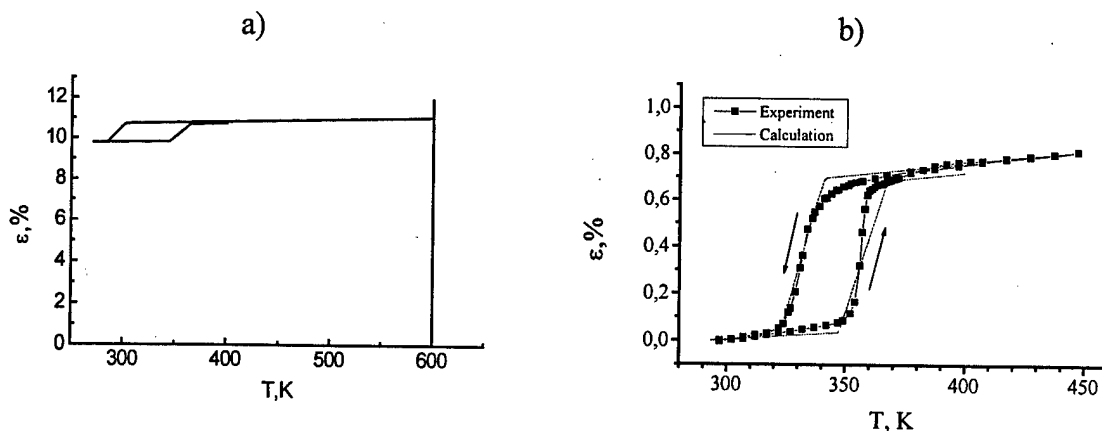 a)
12
10
8
6
4
2
0
ε,%
300
400
500
600
T,K
b)
1,0
0,8
0,6
0,4
0,2
0,0
ε,%
Experiment
Calculation
300
350
400
450
T, K